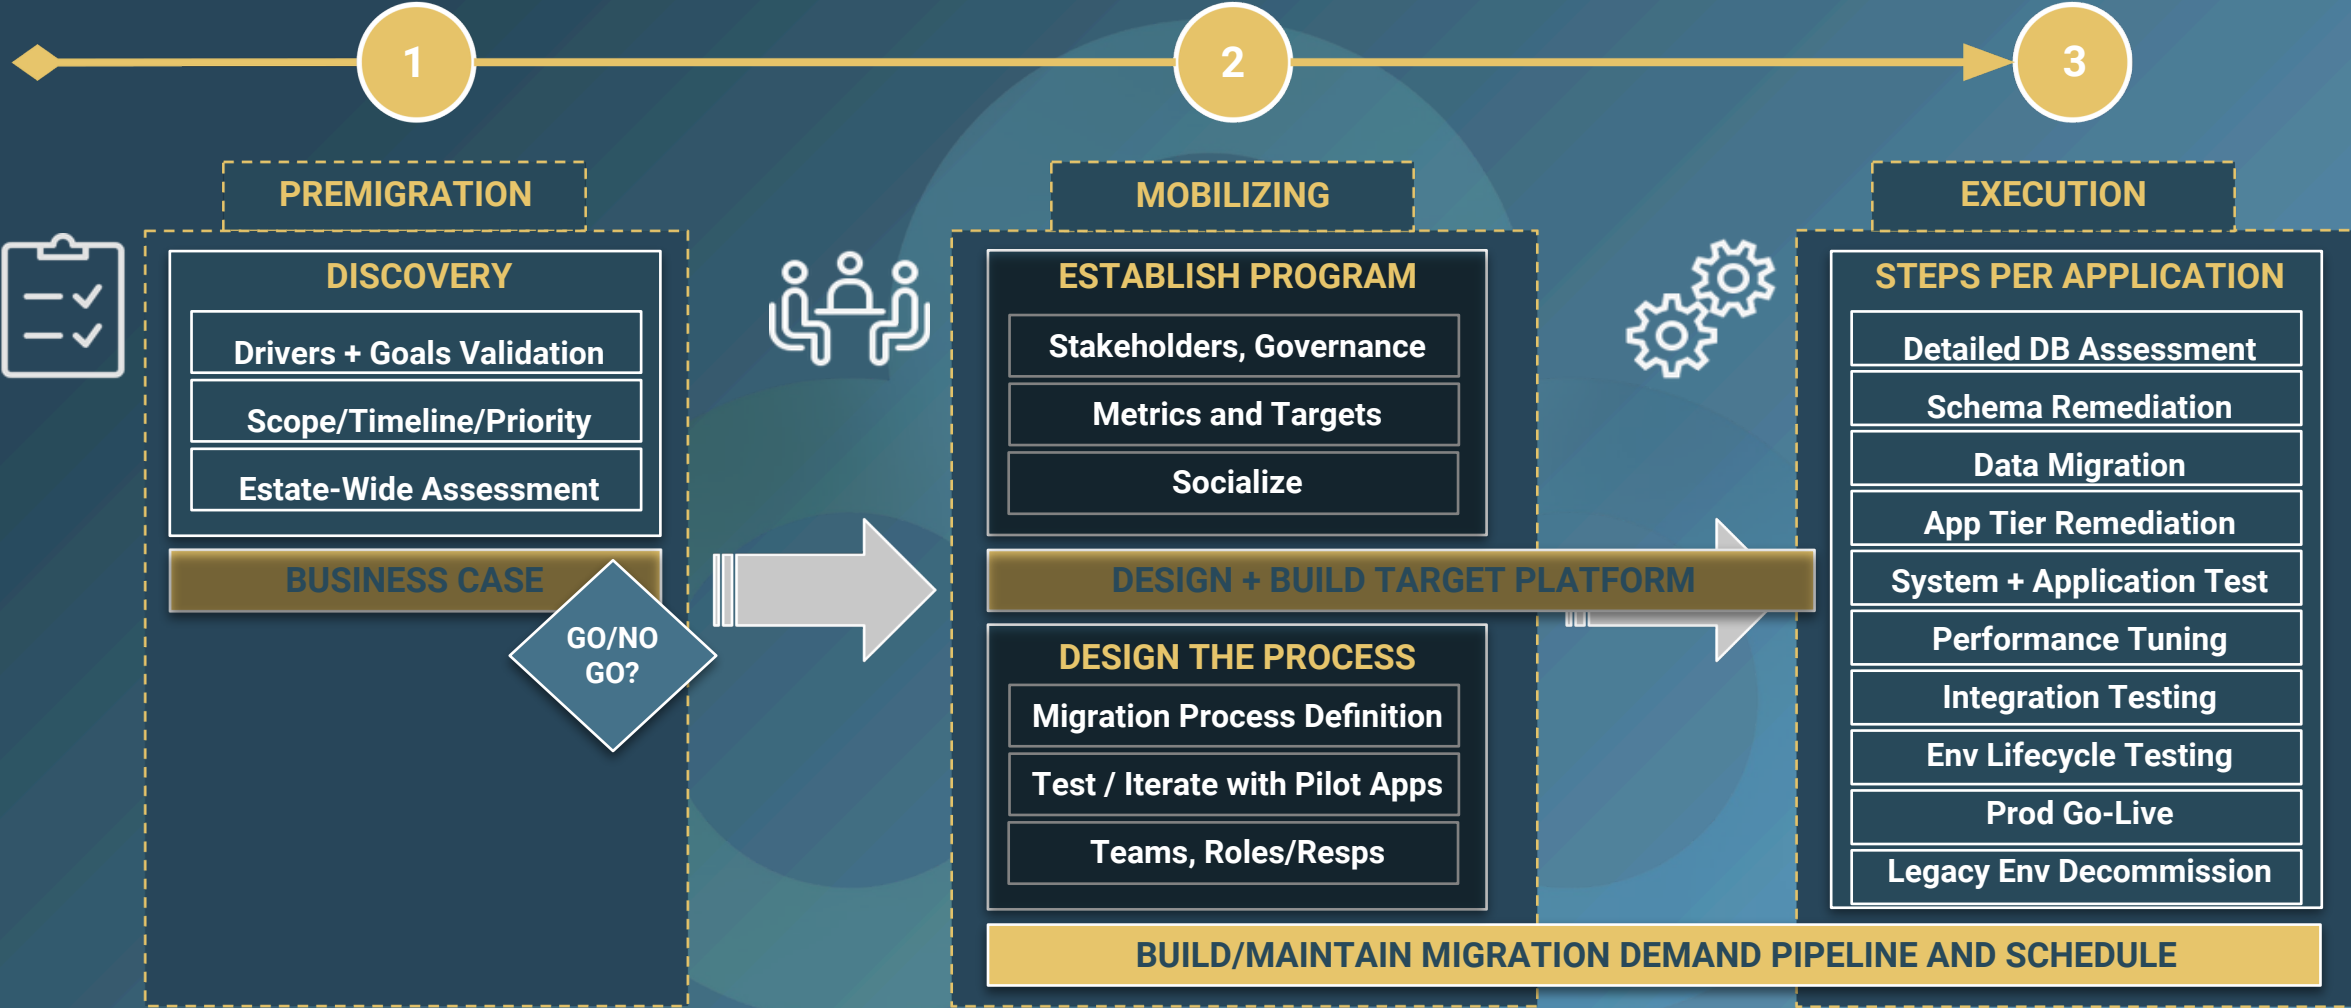 1
2
3
PREMIGRATION
DISCOVERY
Drivers + Goals Validation
Scope/Timeline/Priority
Estate-Wide Assessment
BUSINESS CASE
GO/NO
GO?
MOBILIZING
ESTABLISH PROGRAM
Stakeholders, Governance
Metrics and Targets
Socialize
DESIGN + BUILD TARGET PLATFORM
DESIGN THE PROCESS
Migration Process Definition
Test / Iterate with Pilot Apps
Teams, Roles/Resps
EXECUTION
STEPS PER APPLICATION
Detailed DB Assessment
Schema Remediation
Data Migration
App Tier Remediation
System + Application Test
Performance Tuning
Integration Testing
Env Lifecycle Testing
Prod Go-Live
Legacy Env Decommission
BUILD/MAINTAIN MIGRATION DEMAND PIPELINE AND SCHEDULE